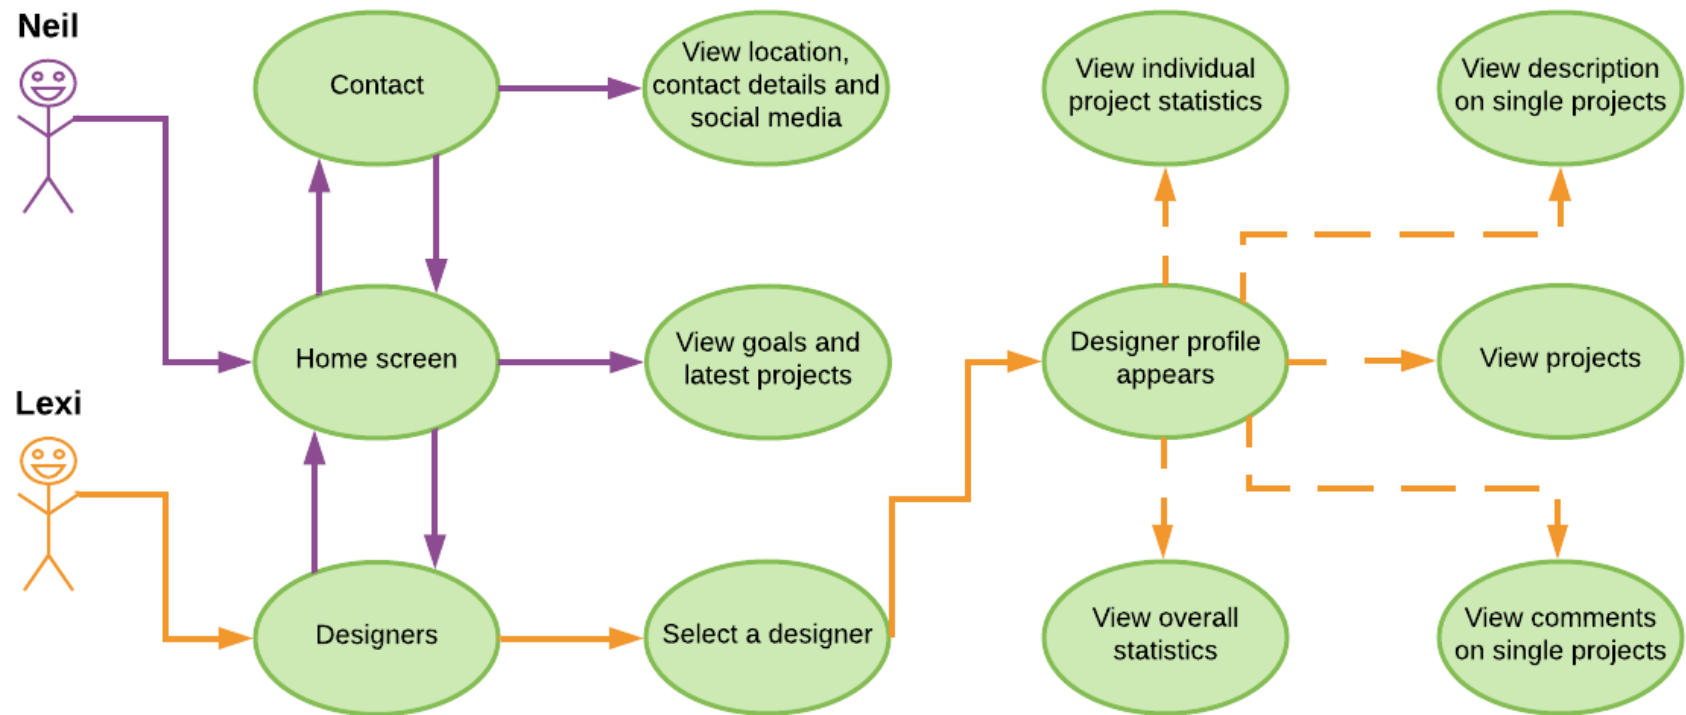 Neil
Contact
View location,
contact details and
social media
View individual
project statistics
View description
on single projects
Home screen
View goals and
latest projects
Designer profile
appears
View projects
Lexi
Designers
Select a designer
View overall
statistics
View comments
on single projects